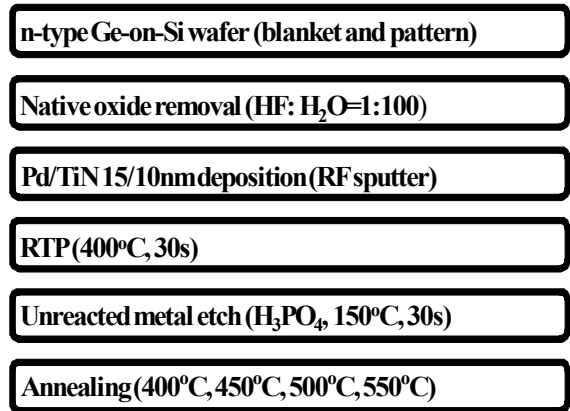 n-type Ge-on-Si wafer (blanket and pattern)
Native oxide removal (HF: H₂O=1:100)
Pd/TiN 15/10nm deposition (RF sputter)
RTP (400°C, 30s)
Unreacted metal etch (H₃PO₄, 150°C, 30s)
Annealing (400°C, 450°C, 500°C, 550°C)